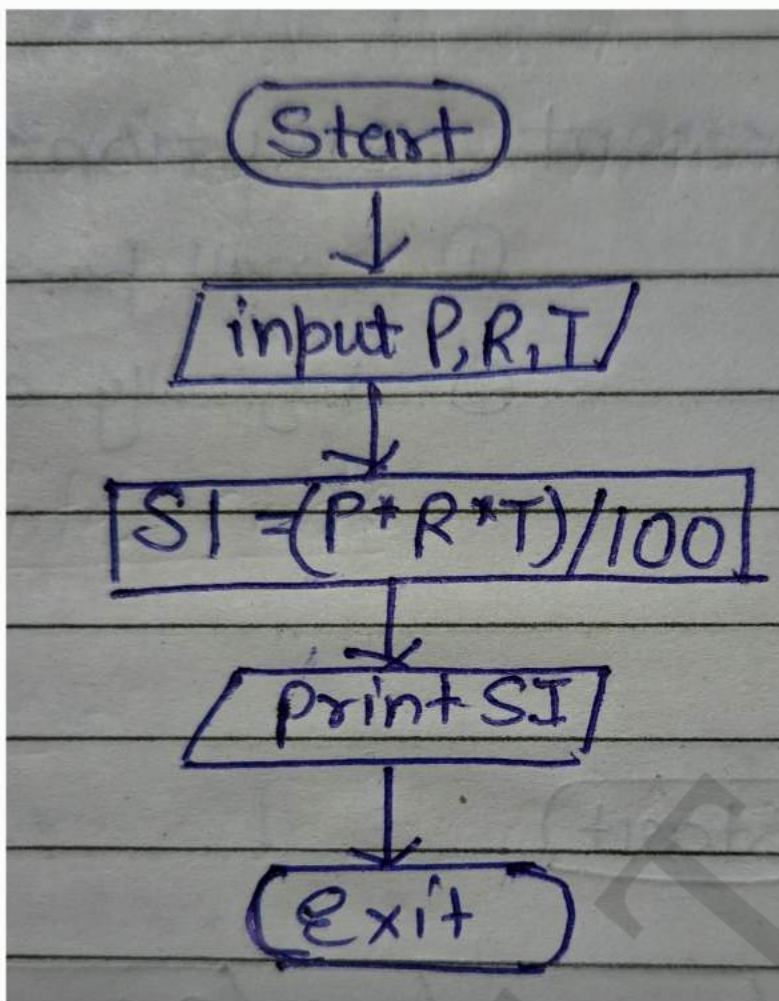 Start
input P, R, T
SI = (P * R * T) / 100
Print SI
Exit